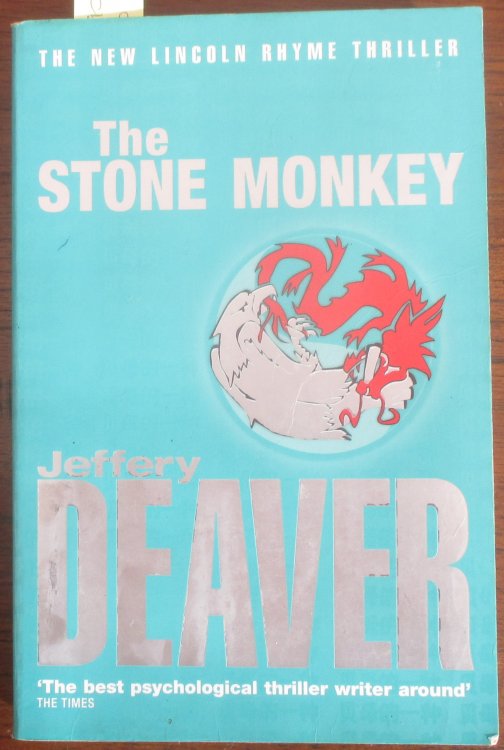 THE NEW LINCOLN RHYME THRILLER
The
STONE MONKEY
Jeffery
DEAVER
'The best psychological thriller writer around'
THE TIMES